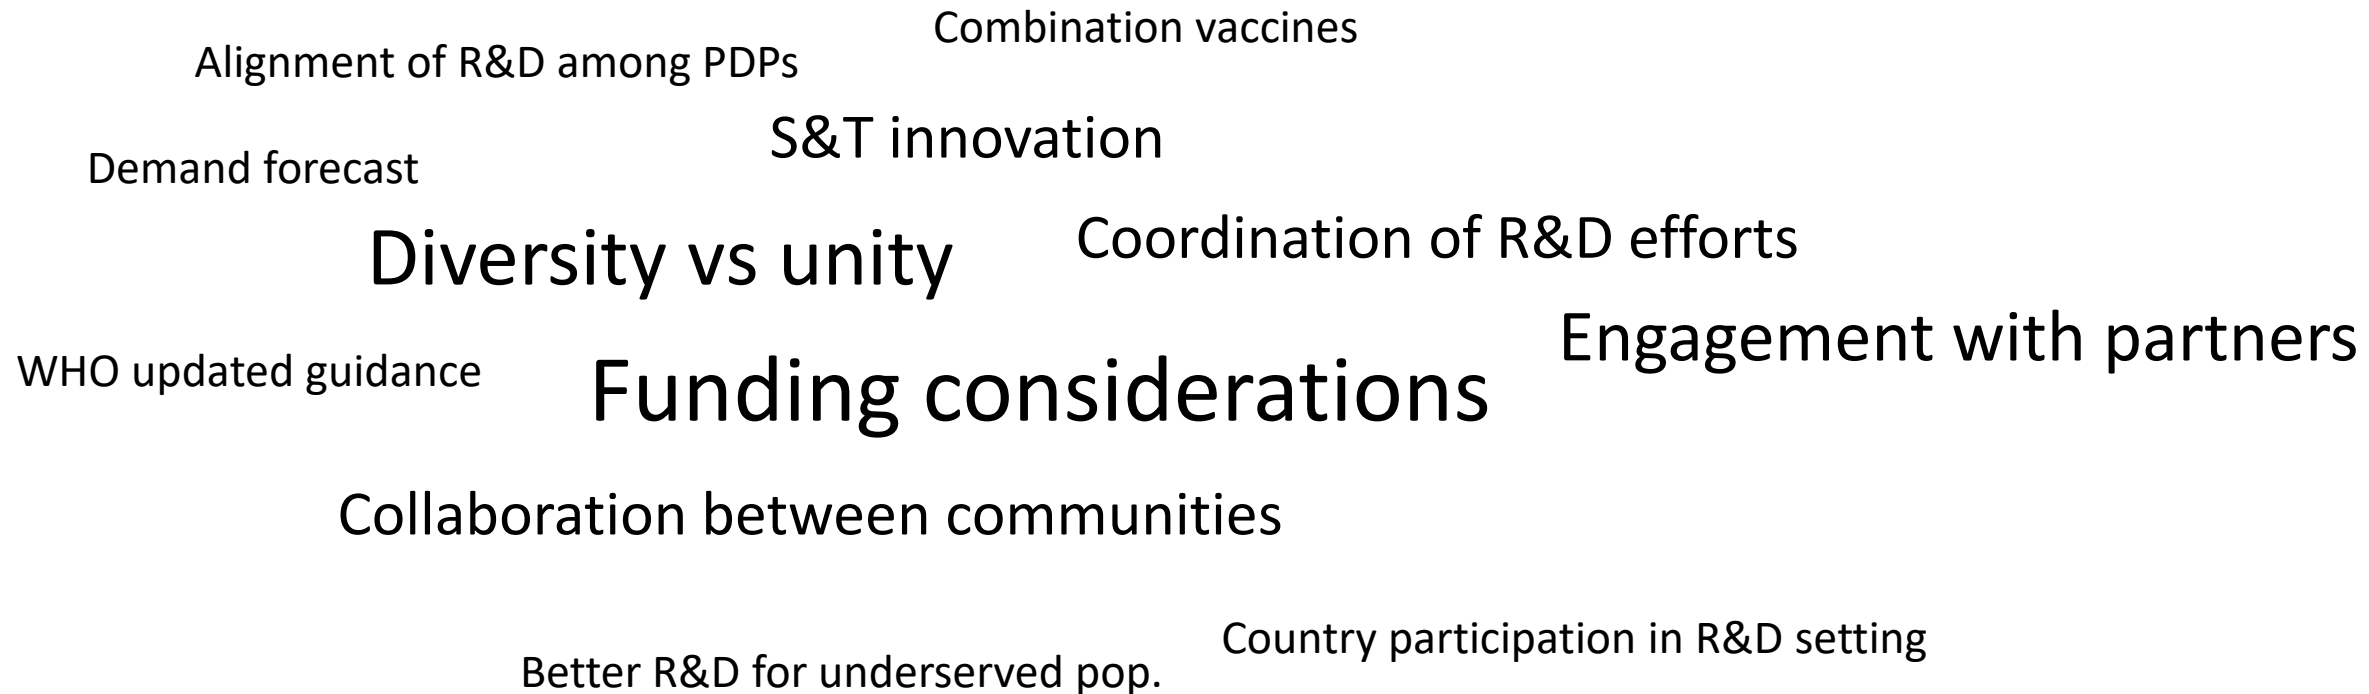 Combination vaccines
Alignment of R&D among PDPs
S&T innovation
Demand forecast
Coordination of R&D efforts
Diversity vs unity
Engagement with partners
WHO updated guidance
Funding considerations
Collaboration between communities
Country participation in R&D setting
Better R&D for underserved pop.